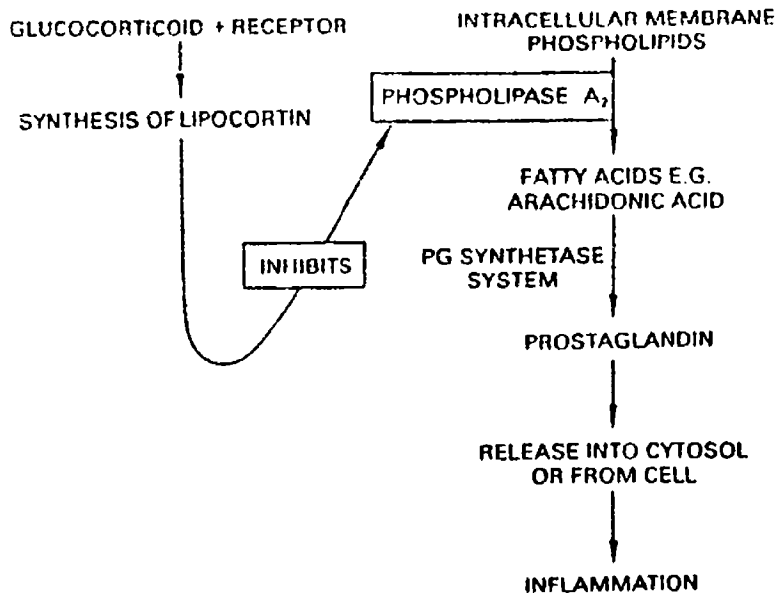 GLUCOCORTICOID + RECEPTOR
SYNTHESIS OF LIPOCORTIN
INHIBITS
INTRACELLULAR MEMBRANE
PHOSPHOLIPIDS
PHOSPHOLIPASE A₂
FATTY ACIDS E.G.
ARACHIDONIC ACID
PG SYNTHETASE
SYSTEM
PROSTAGLANDIN
RELEASE INTO CYTOSOL
OR FROM CELL
INFLAMMATION